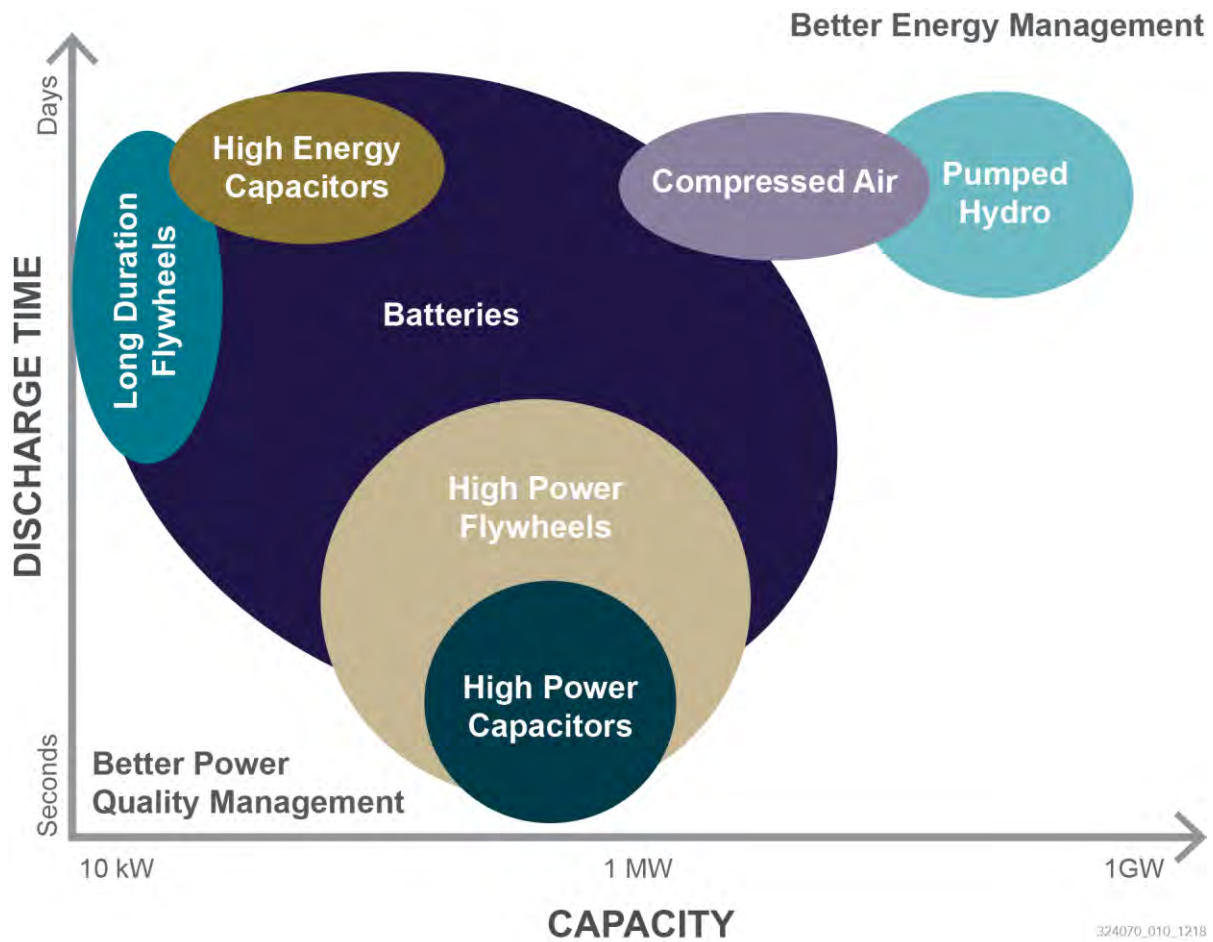 Better Energy Management
Days
High Energy
Capacitors
Compressed Air
Pumped
Hydro
Long Duration
Flywheels
Batteries
DISCHARGE TIME
High Power
Flywheels
High Power
Capacitors
Seconds
Better Power
Quality Management
10 kW
1 MW
1GW
CAPACITY
324070_010_1218